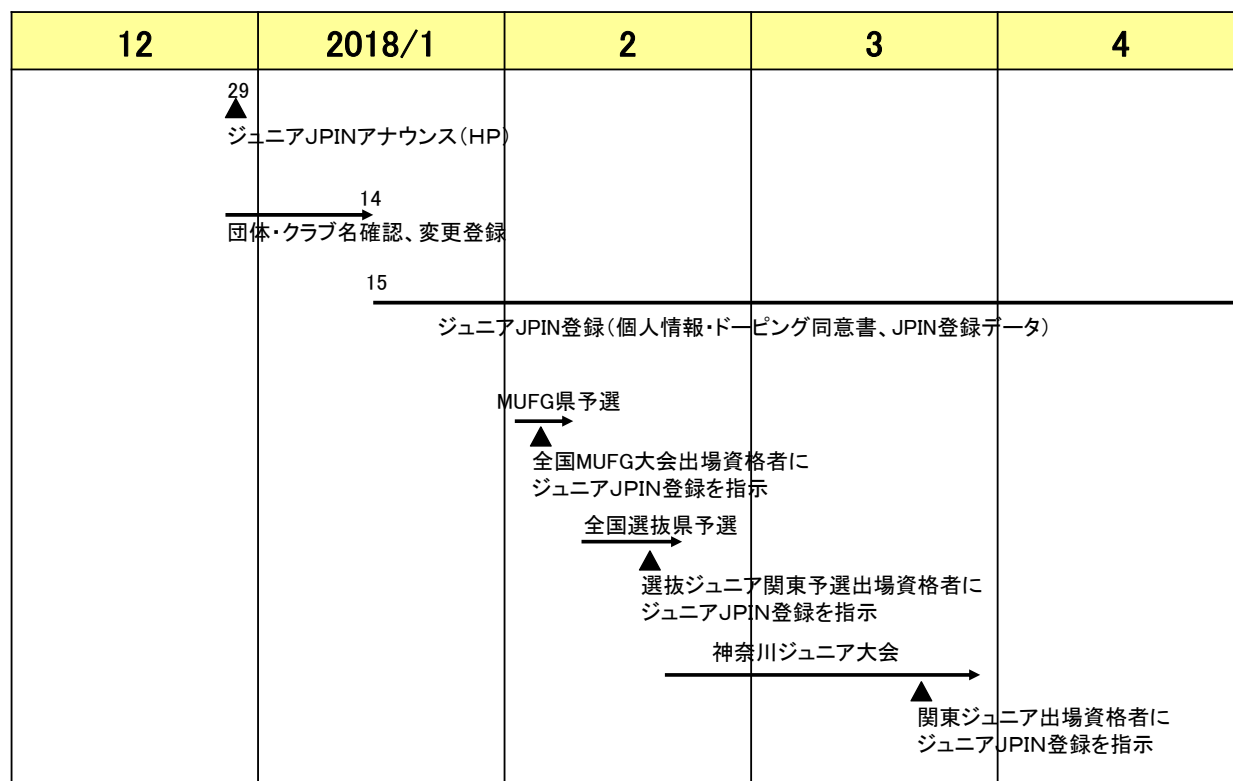 12 2018/1 2 3 4
29
ジュニアJPINアナウンス(HP)
14
団体・クラブ名確認、変更登録
15
ジュニアJPIN登録(個人情報・ドーピング同意書、JPIN登録データ)
MUFG県予選
全国MUFG大会出場資格者に
ジュニアJPIN登録を指示
全国選抜県予選
選抜ジュニア関東予選出場資格者に
ジュニアJPIN登録を指示
神奈川ジュニア大会
関東ジュニア出場資格者に
ジュニアJPIN登録を指示